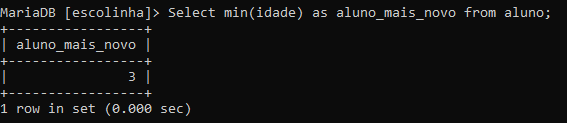 MariaDB [escolinha]> Select min(idade) as aluno_mais_novo from aluno;
+-----------------+
| aluno_mais_novo |
+-----------------+
|               3 |
+-----------------+
1 row in set (0.000 sec)